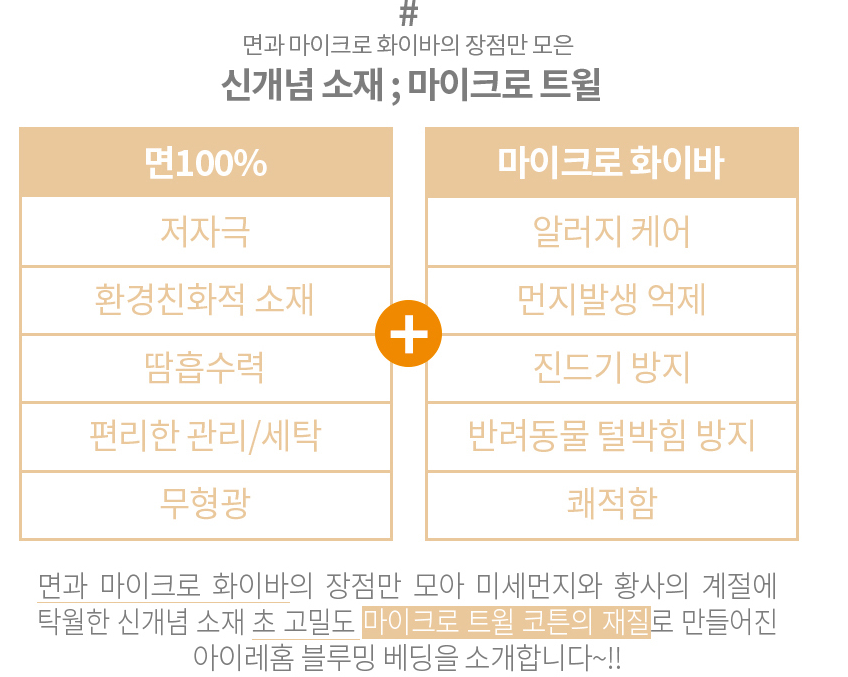 #
면과 마이크로 화이바의 장점만 모은
신개념 소재 ; 마이크로 트윌
면100%
저자극
환경친화적 소재
땀흡수력
편리한 관리/세탁
무형광
+
마이크로 화이바
알러지 케어
먼지발생 억제
진드기 방지
반려동물 털박힘 방지
쾌적함
면과 마이크로 화이바의 장점만 모아 미세먼지와 황사의 계절에
탁월한 신개념 소재 초 고밀도 마이크로 트윌 코튼의 재질로 만들어진
아이레홈 블루밍 베딩을 소개합니다~!!